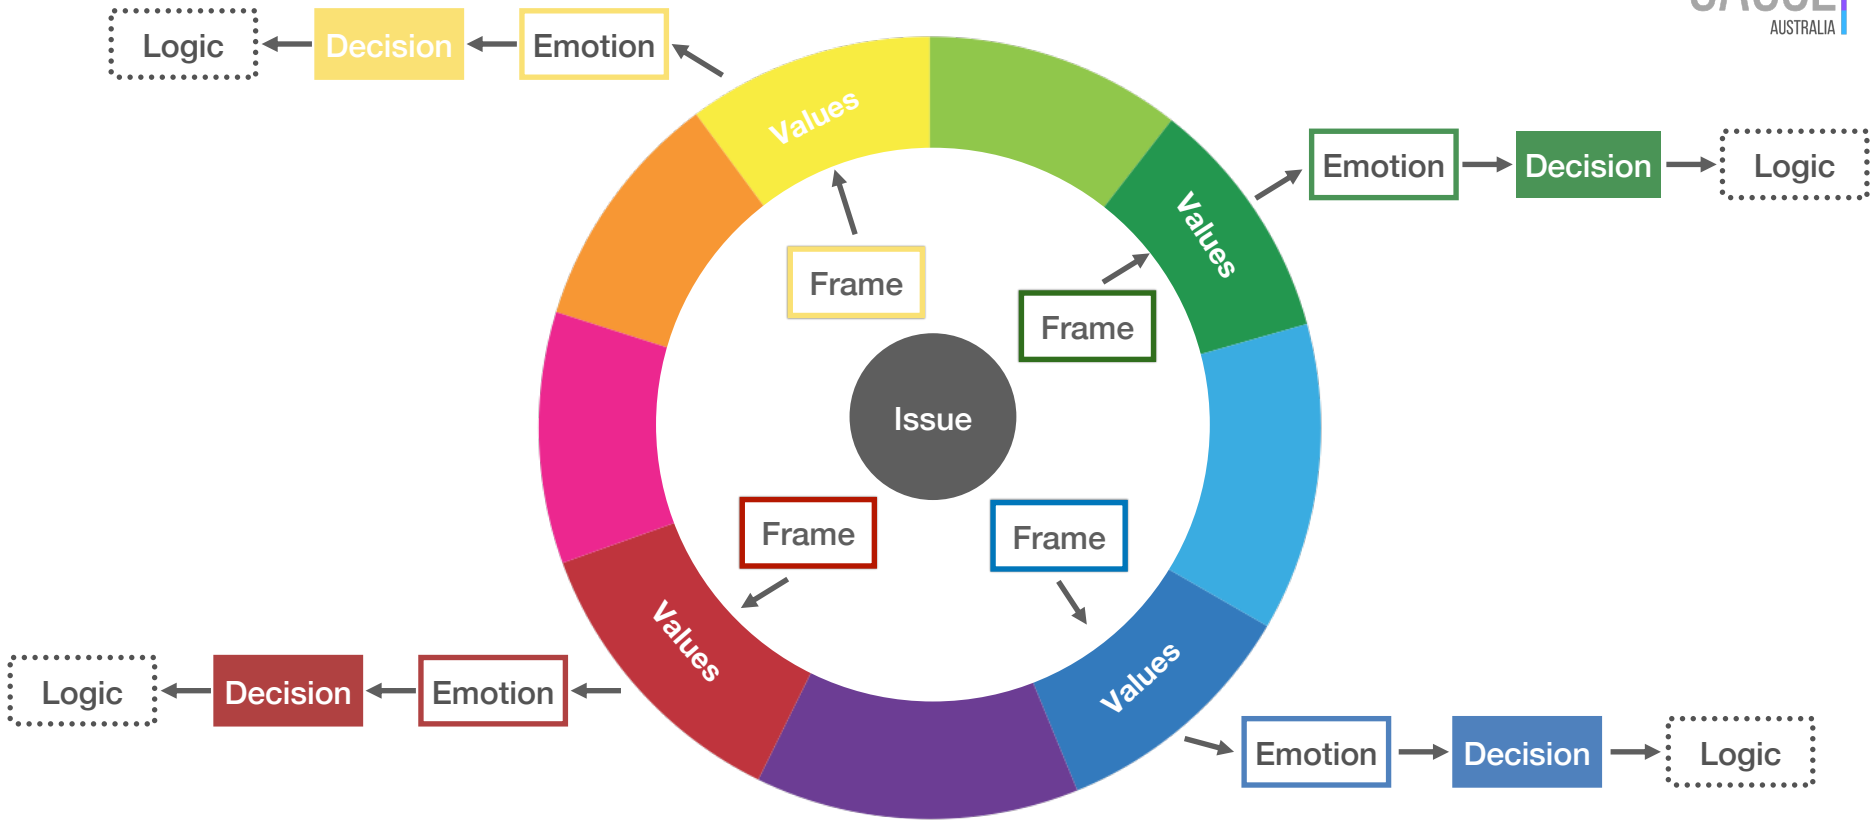 AUSTRALIA
Logic
Decision
Emotion
Values
Emotion
Decision
Logic
Values
Frame
Frame
Issue
Frame
Frame
Values
Values
Logic
Decision
Emotion
Emotion
Decision
Logic